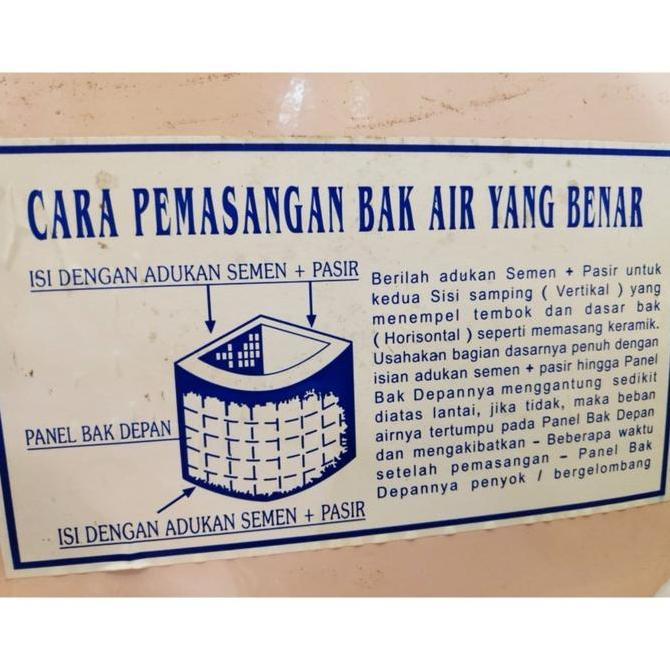 CARA PEMASANGAN BAK AIR YANG BENAR
ISI DENGAN ADUKAN SEMEN + PASIR
PANEL BAK DEPAN
ISI DENGAN ADUKAN SEMEN + PASIR
Berilah adukan Semen + Pasir untuk
kedua Sisi samping ( Vertikal ) yang
menempel tembok dan dasar bak
( Horisontal ) seperti memasang keramik.
Usahakan bagian dasarnya penuh dengan
isian adukan semen + pasir hingga Panel
Bak Depannya menggantung sedikit
diatas lantai, jika tidak, maka beban
airnya tertumpu pada Panel Bak Depan
dan mengakibatkan – Beberapa waktu
setelah pemasangan – Panel Bak
Depannya penyok / bergelombang